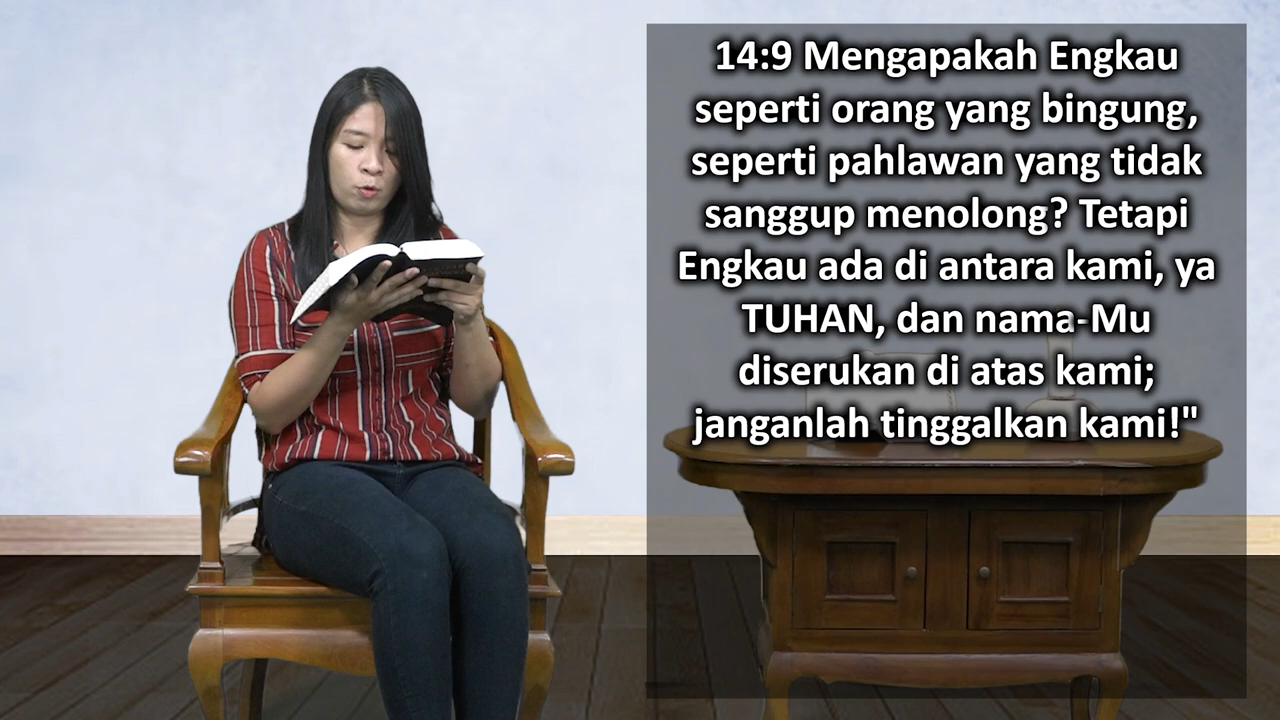 14:9 Mengapakah Engkau
seperti orang yang bingung,
seperti pahlawan yang tidak
sanggup menolong? Tetapi
Engkau ada di antara kami, ya
TUHAN, dan nama-Mu
diserukan di atas kami;
janganlah tinggalkan kami!"